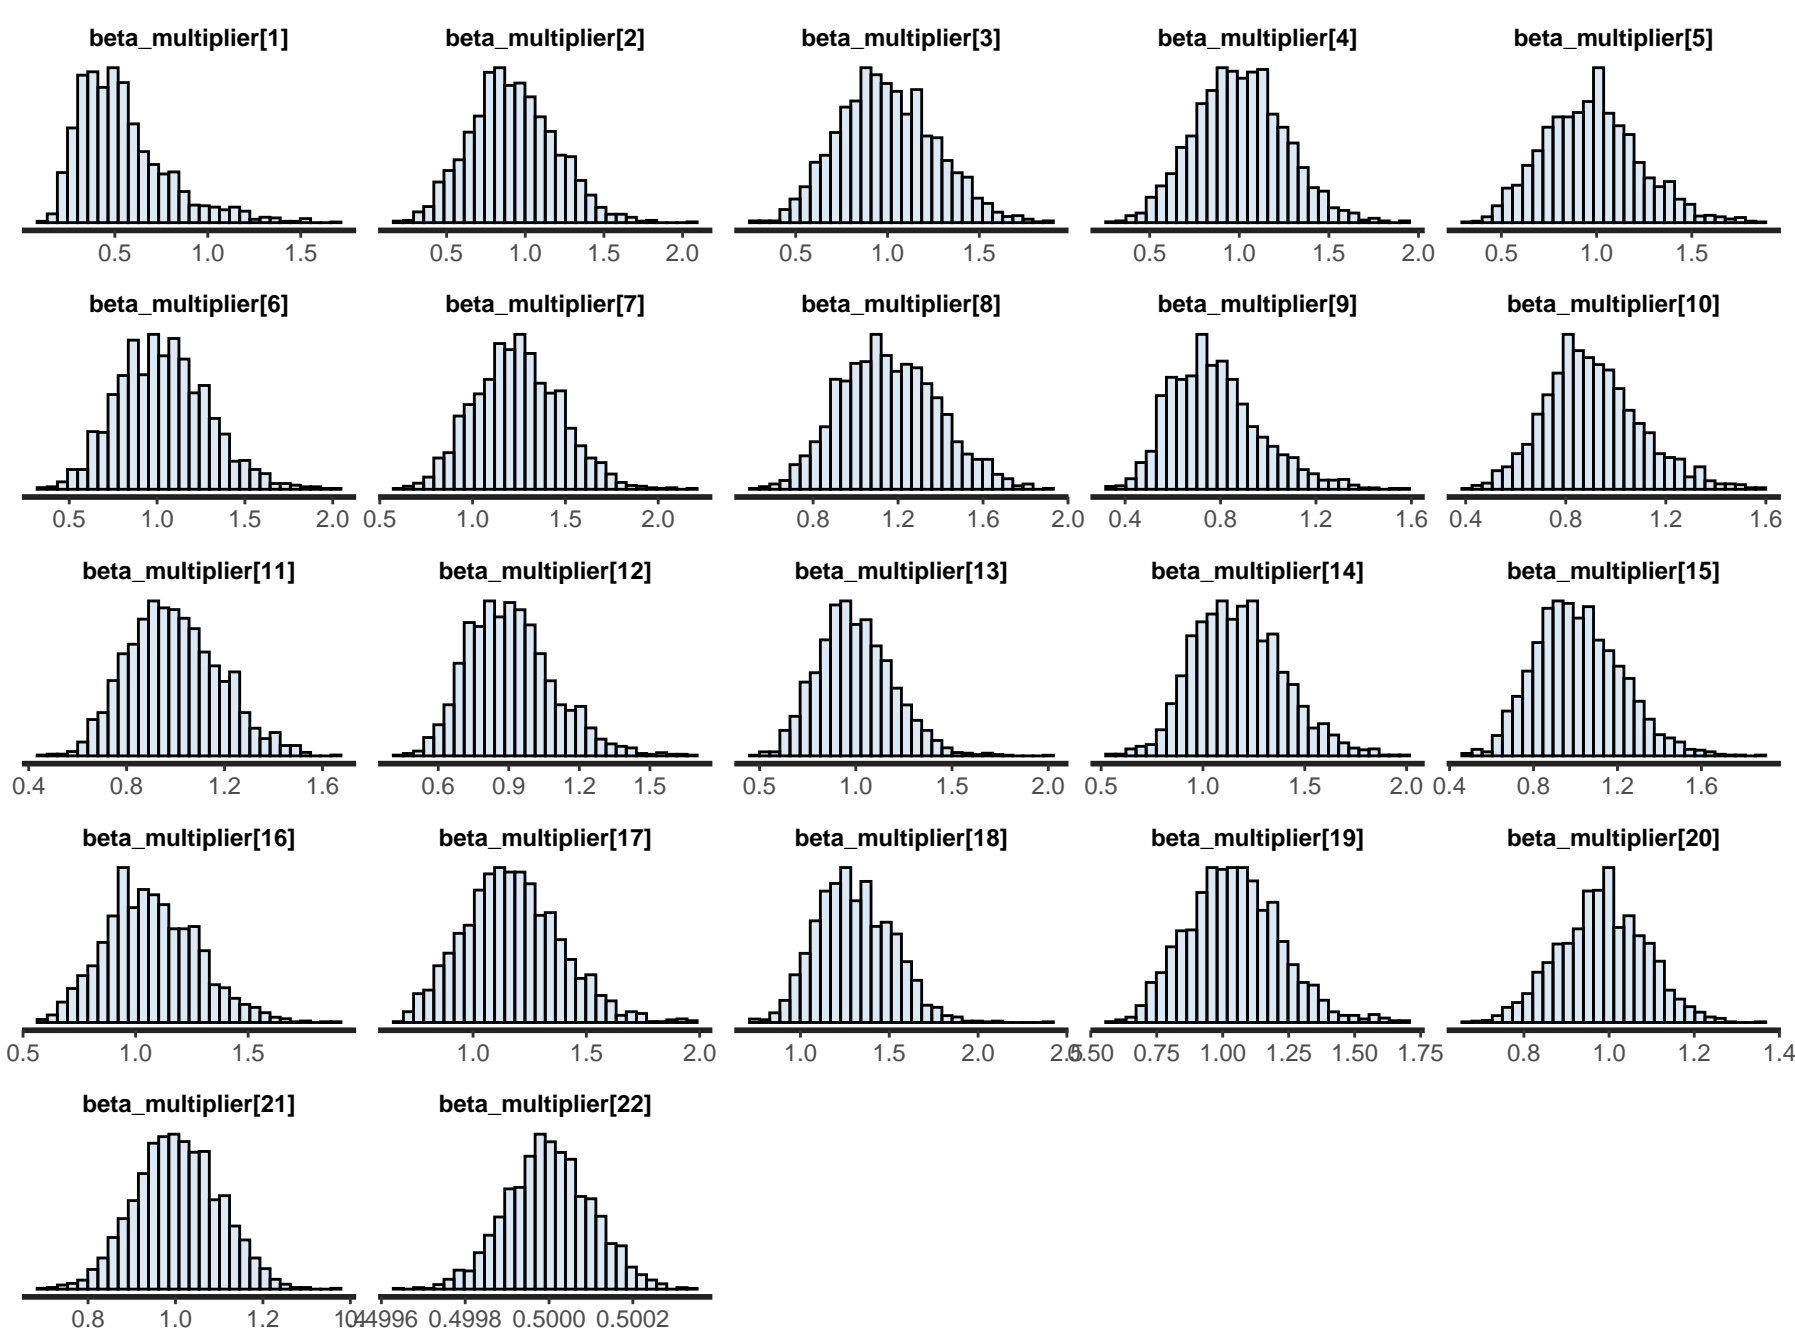 beta_multiplier[1] beta_multiplier[2] beta_multiplier[3] beta_multiplier[4] beta_multiplier[5]
0.5 1.0 1.5 0.5 1.0 1.5 2.0 0.5 1.0 1.5 0.5 1.0 1.5 2.0 0.5 1.0 1.5
beta_multiplier[6] beta_multiplier[7] beta_multiplier[8] beta_multiplier[9] beta_multiplier[10]
0.5 1.0 1.5 2.0 0.5 1.0 1.5 2.0 0.8 1.2 1.6 2.0 0.4 0.8 1.2 1.6 0.4 0.8 1.2 1.6
beta_multiplier[11] beta_multiplier[12] beta_multiplier[13] beta_multiplier[14] beta_multiplier[15]
0.4 0.8 1.2 1.6 0.6 0.9 1.2 1.5 0.5 1.0 1.5 2.0 0.5 1.0 1.5 2.0 0.4 0.8 1.2 1.6
beta_multiplier[16] beta_multiplier[17] beta_multiplier[18] beta_multiplier[19] beta_multiplier[20]
0.5 1.0 1.5 1.0 1.5 2.0 1.0 1.5 2.0 2.5 0.50 0.75 1.00 1.25 1.50 1.75 0.8 1.0 1.2 1.4
beta_multiplier[21] beta_multiplier[22]
0.8 1.0 1.2 1.4 0.4996 0.4998 0.5000 0.5002